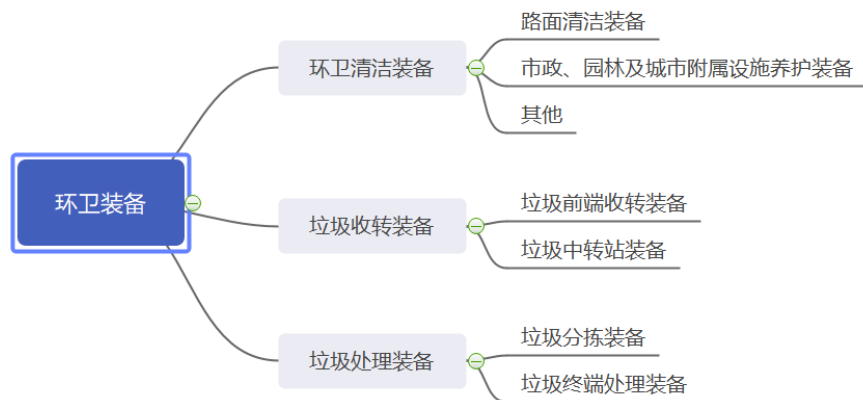 环卫装备
环卫清洁装备
路面清洁装备
市政、园林及城市附属设施养护装备
其他
垃圾收转装备
垃圾前端收转装备
垃圾中转站装备
垃圾处理装备
垃圾分拣装备
垃圾终端处理装备